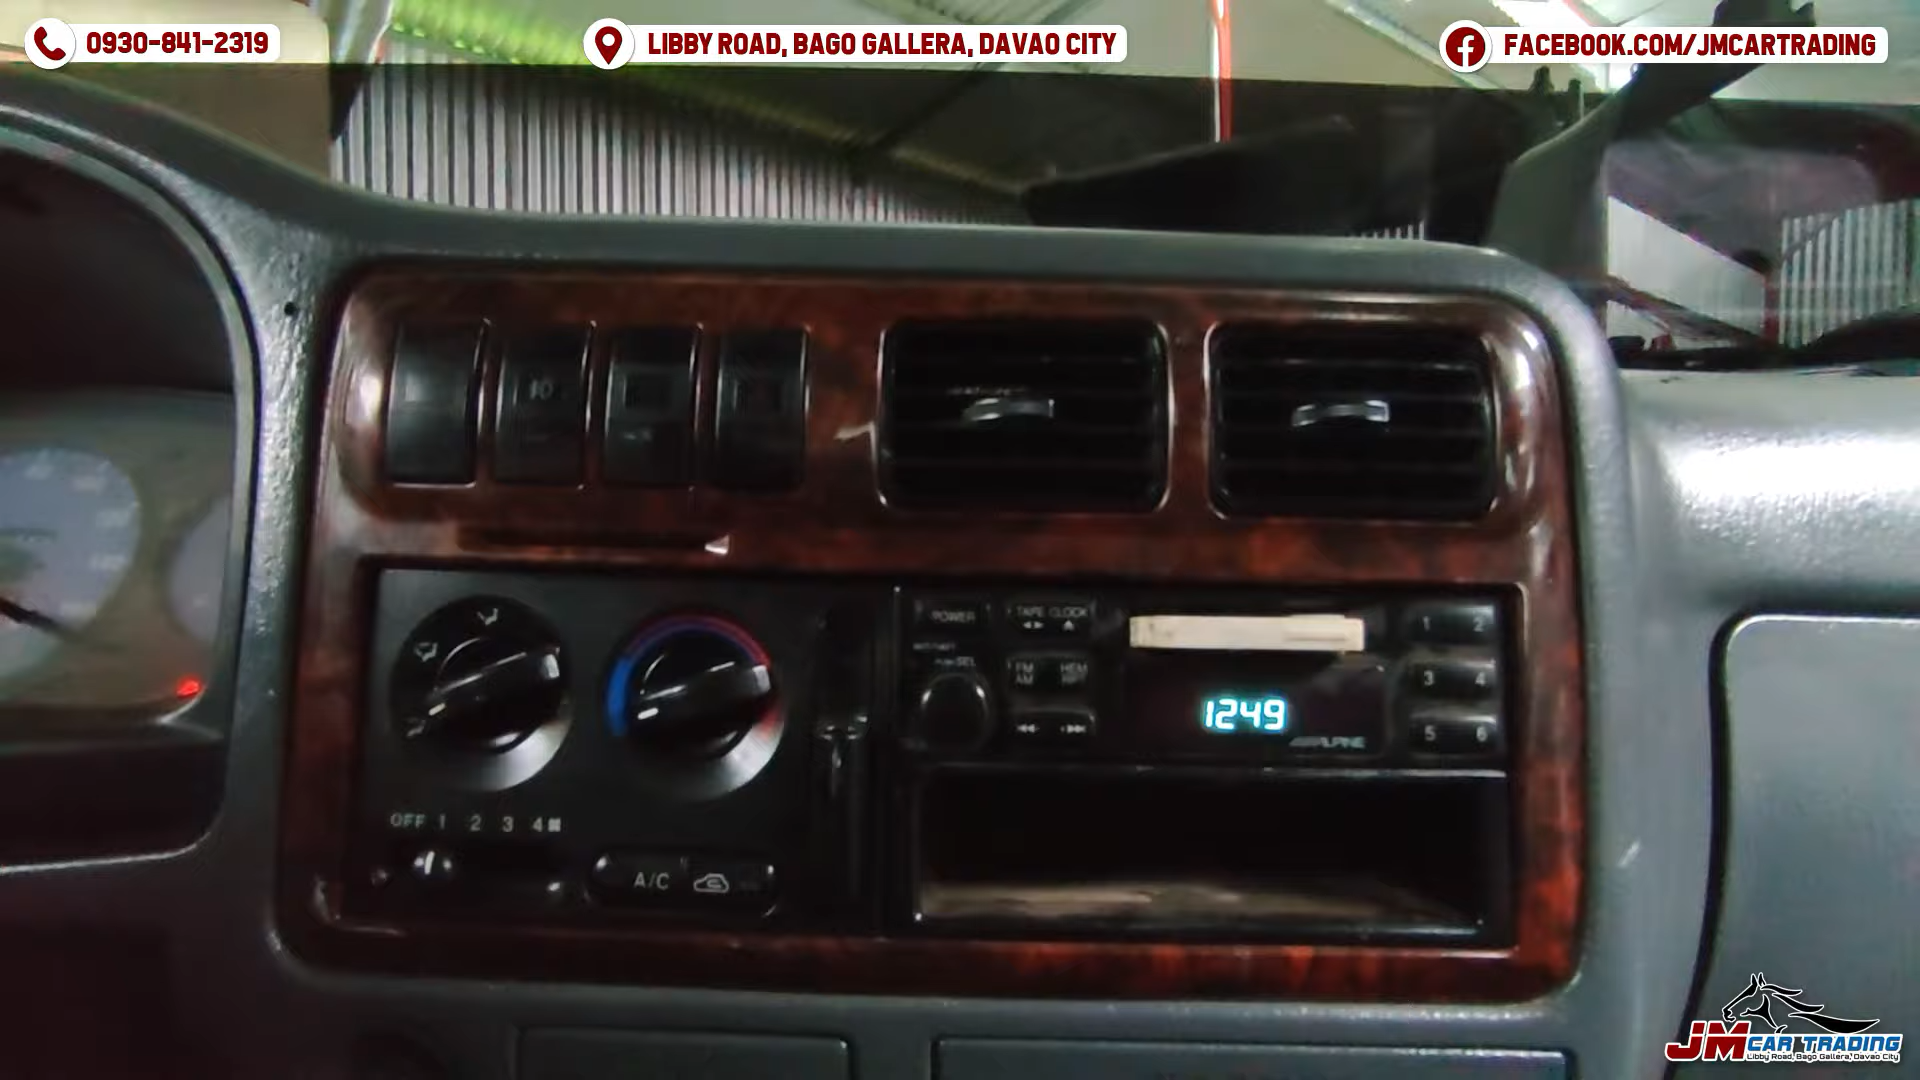 0930-841-2319
LIBBY ROAD, BAGO GALLERA, DAVAO CITY
FACEBOOK.COM/JMCARTRADING
POWER
TAPE CLOCK
1 2
SEL
FM
AM
3 4
1249
ALPINE
5 6
OFF 1 2 3 4
A/C
JM CAR TRADING
Libby Road, Bago Gallera, Davao City